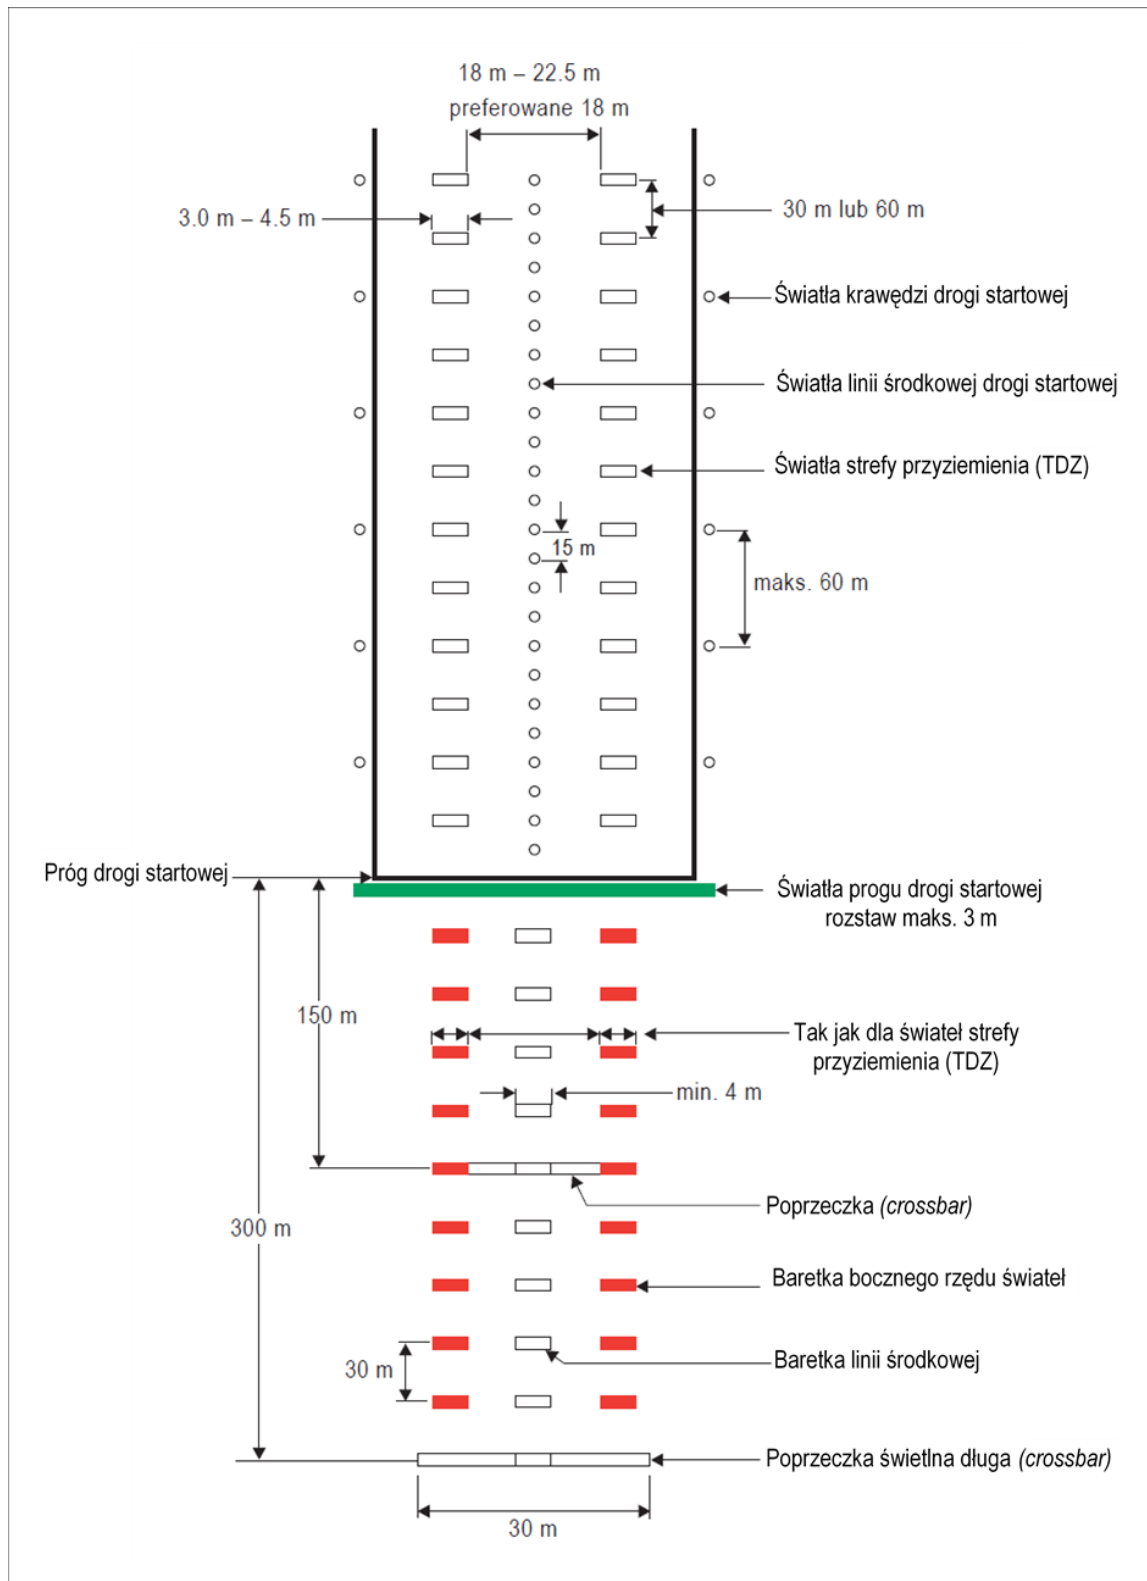 18 m – 22.5 m
preferowane 18 m
3.0 m – 4.5 m
30 m lub 60 m
Światła krawędzi drogi startowej
Światła linii środkowej drogi startowej
Światła strefy przyziemienia (TDZ)
15 m
maks. 60 m
Próg drogi startowej
Światła progu drogi startowej
rozstaw maks. 3 m
150 m
Tak jak dla świateł strefy
przyziemienia (TDZ)
min. 4 m
Poprzeczka (crossbar)
300 m
Baretka bocznego rzędu świateł
Baretka linii środkowej
30 m
Poprzeczka świetlna długa (crossbar)
30 m